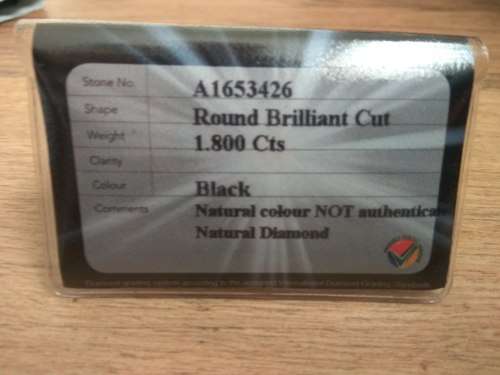 Stone No. A1653426
Shape Round Brilliant Cut
Weight 1.800 Cts
Clarity
Colour Black
Comments Natural colour NOT authentica
Natural Diamond